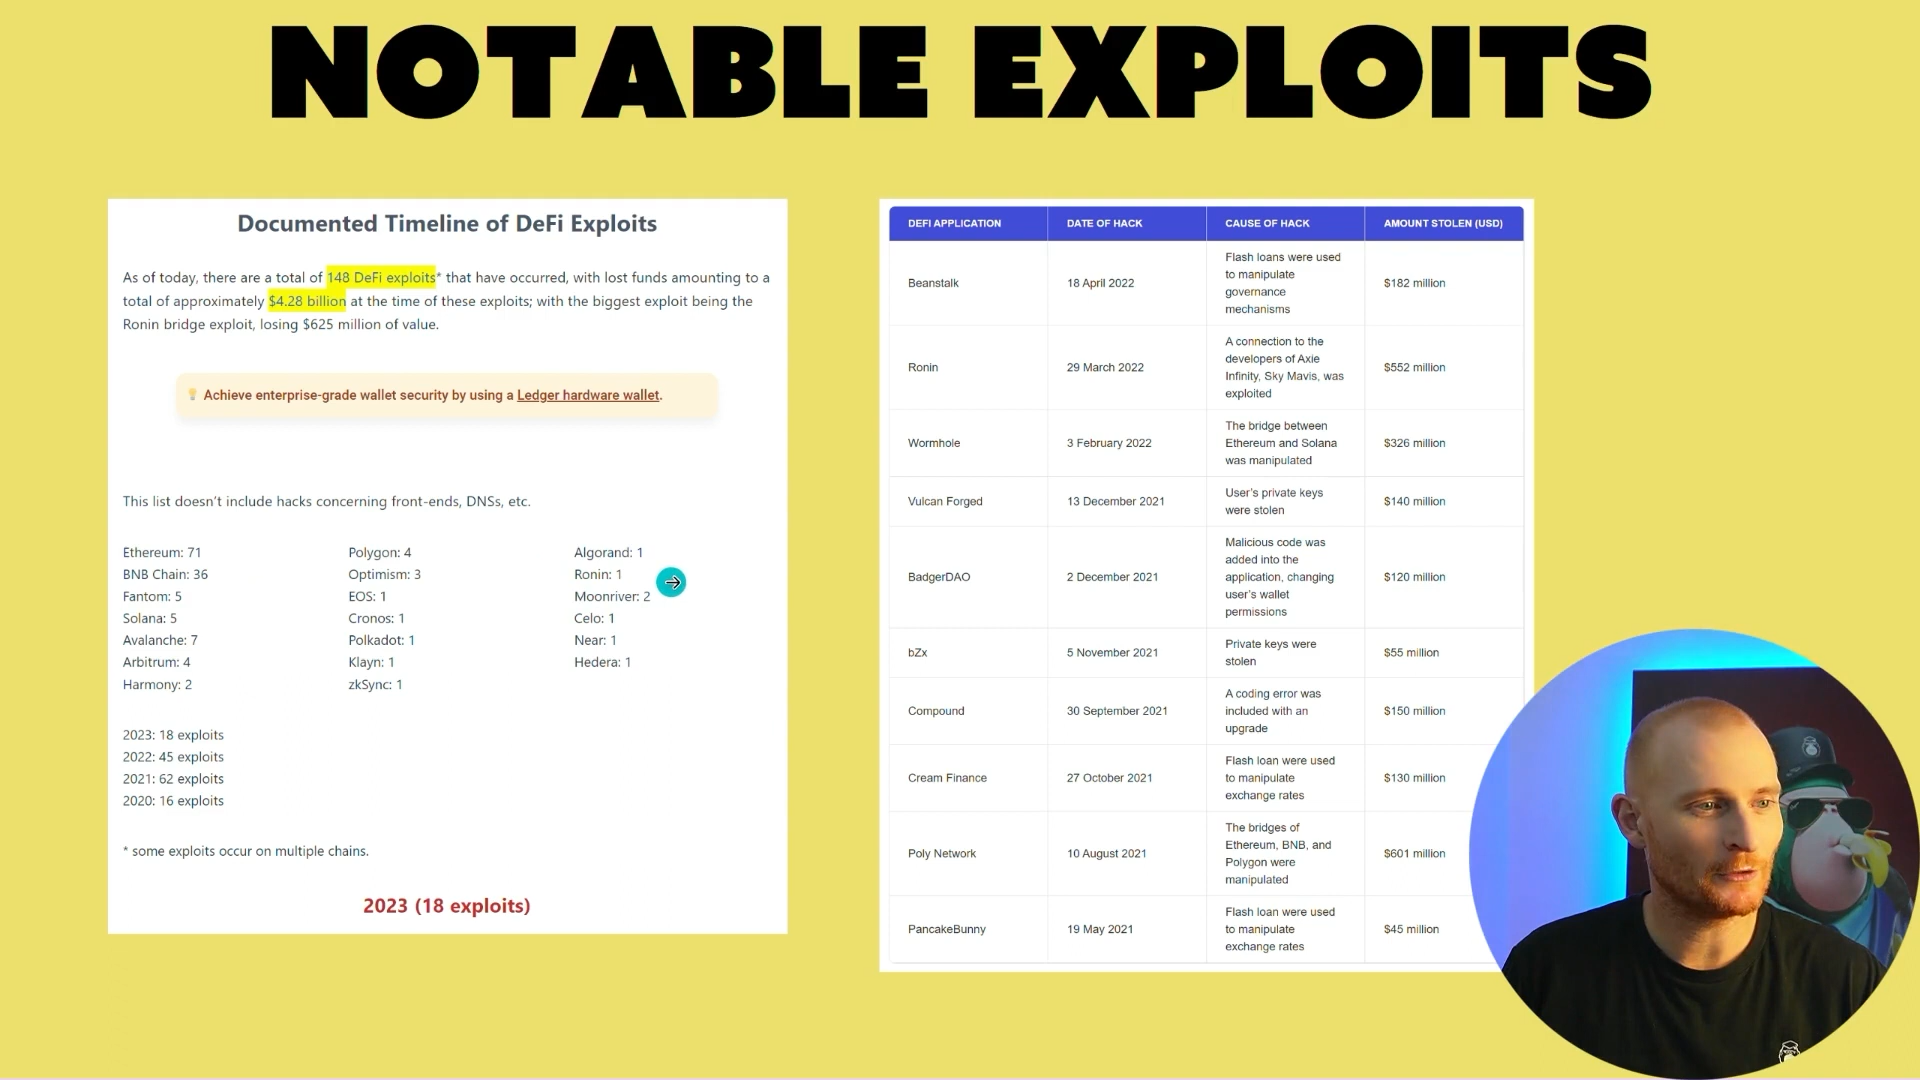 NOTABLE EXPLOITS
Documented Timeline of DeFi Exploits
As of today, there are a total of 148 DeFi exploits* that have occurred, with lost funds amounting to a
total of approximately $4.28 billion at the time of these exploits; with the biggest exploit being the
Ronin bridge exploit, losing $625 million of value.
Achieve enterprise-grade wallet security by using a Ledger hardware wallet.
This list doesn't include hacks concerning front-ends, DNSs, etc.
Ethereum: 71
BNB Chain: 36
Fantom: 5
Solana: 5
Avalanche: 7
Arbitrum: 4
Harmony: 2
Polygon: 4
Optimism: 3
EOS: 1
Cronos: 1
Polkadot: 1
Klayn: 1
zkSync: 1
Algorand: 1
Ronin: 1
Moonriver: 2
Celo: 1
Near: 1
Hedera: 1
2023: 18 exploits
2022: 45 exploits
2021: 62 exploits
2020: 16 exploits
* some exploits occur on multiple chains.
2023 (18 exploits)
DEFI APPLICATION DATE OF HACK CAUSE OF HACK AMOUNT STOLEN (USD)
Beanstalk
18 April 2022
Flash loans were used
to manipulate
governance
mechanisms
$182 million
Ronin
29 March 2022
A connection to the
developers of Axie
Infinity, Sky Mavis, was
exploited
$552 million
Wormhole
3 February 2022
The bridge between
Ethereum and Solana
was manipulated
$326 million
Vulcan Forged
13 December 2021
User's private keys
were stolen
$140 million
BadgerDAO
2 December 2021
Malicious code was
added into the
application, changing
user's wallet
permissions
$120 million
bZx
5 November 2021
Private keys were
stolen
$55 million
Compound
30 September 2021
A coding error was
included with an
upgrade
$150 million
Cream Finance
27 October 2021
Flash loan were used
to manipulate
exchange rates
$130 million
Poly Network
10 August 2021
The bridges of
Ethereum, BNB, and
Polygon were
manipulated
$601 million
PancakeBunny
19 May 2021
Flash loan were used
to manipulate
exchange rates
$45 million